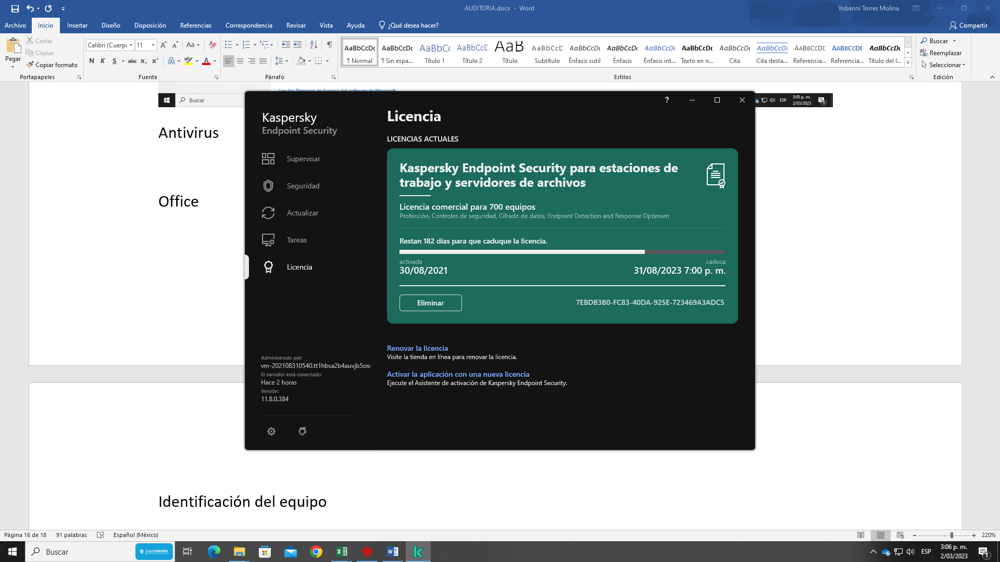 AUDITORIA.docx - Word
Yobanni Torres Molina
Archivo Inicio Insertar Diseño Disposición Referencias Correspondencia Revisar Vista Ayuda ¿Qué desea hacer? Compartir
Pegar
Cortar
Copiar
Copiar formato
Portapapeles
Calibri (Cuerpo 11
Aa
N K S abc x₂ x²
Fuente
Párrafo
AaBbCcDc AaBbCcDc AaBbCc AaBbCcD AaB AaBbCcD AaBbCcDc AaBbCcDc AaBbCcDc AaBbCcDc AaBbCcDc AaBbCcDc AABBCCDE AABBCCDE AaBbCcDc
¶ Normal ¶ Sin espa... Título 1 Título 2 Título Subtítulo Énfasis sutil Énfasis Énfasis int... Texto en n... Cita Cita desta... Referencia... Referencia... Título del l...
Estilos
Buscar
Reemplazar
Seleccionar
Edición
Lee los Términos de licencia del software de Microsoft
Buscar
ESP
3:05 p. m.
2/03/2023
1
Antivirus
Office
Kaspersky
Endpoint Security
Supervisar
Seguridad
Actualizar
Tareas
Licencia
Administrado por:
vm-202108310540.tt1hbsa2b4auvjb5osv
El servidor está conectado:
Hace 2 horas
Versión:
11.8.0.384
?
Licencia
LICENCIAS ACTUALES
Kaspersky Endpoint Security para estaciones de
trabajo y servidores de archivos
Licencia comercial para 700 equipos
Protección, Controles de seguridad, Cifrado de datos, Endpoint Detection and Response Optimum
Restan 182 días para que caduque la licencia.
activada caduca
30/08/2021 31/08/2023 7:00 p. m.
Eliminar 7EBDB3B0-FC83-40DA-925E-723469A3ADC5
Renovar la licencia
Visite la tienda en línea para renovar la licencia.
Activar la aplicación con una nueva licencia
Ejecute el Asistente de activación de Kaspersky Endpoint Security.
Identificación del equipo
Página 16 de 18 91 palabras Español (México) 220%
Buscar
SuperSubsidio
ESP
3:06 p. m.
2/03/2023
1